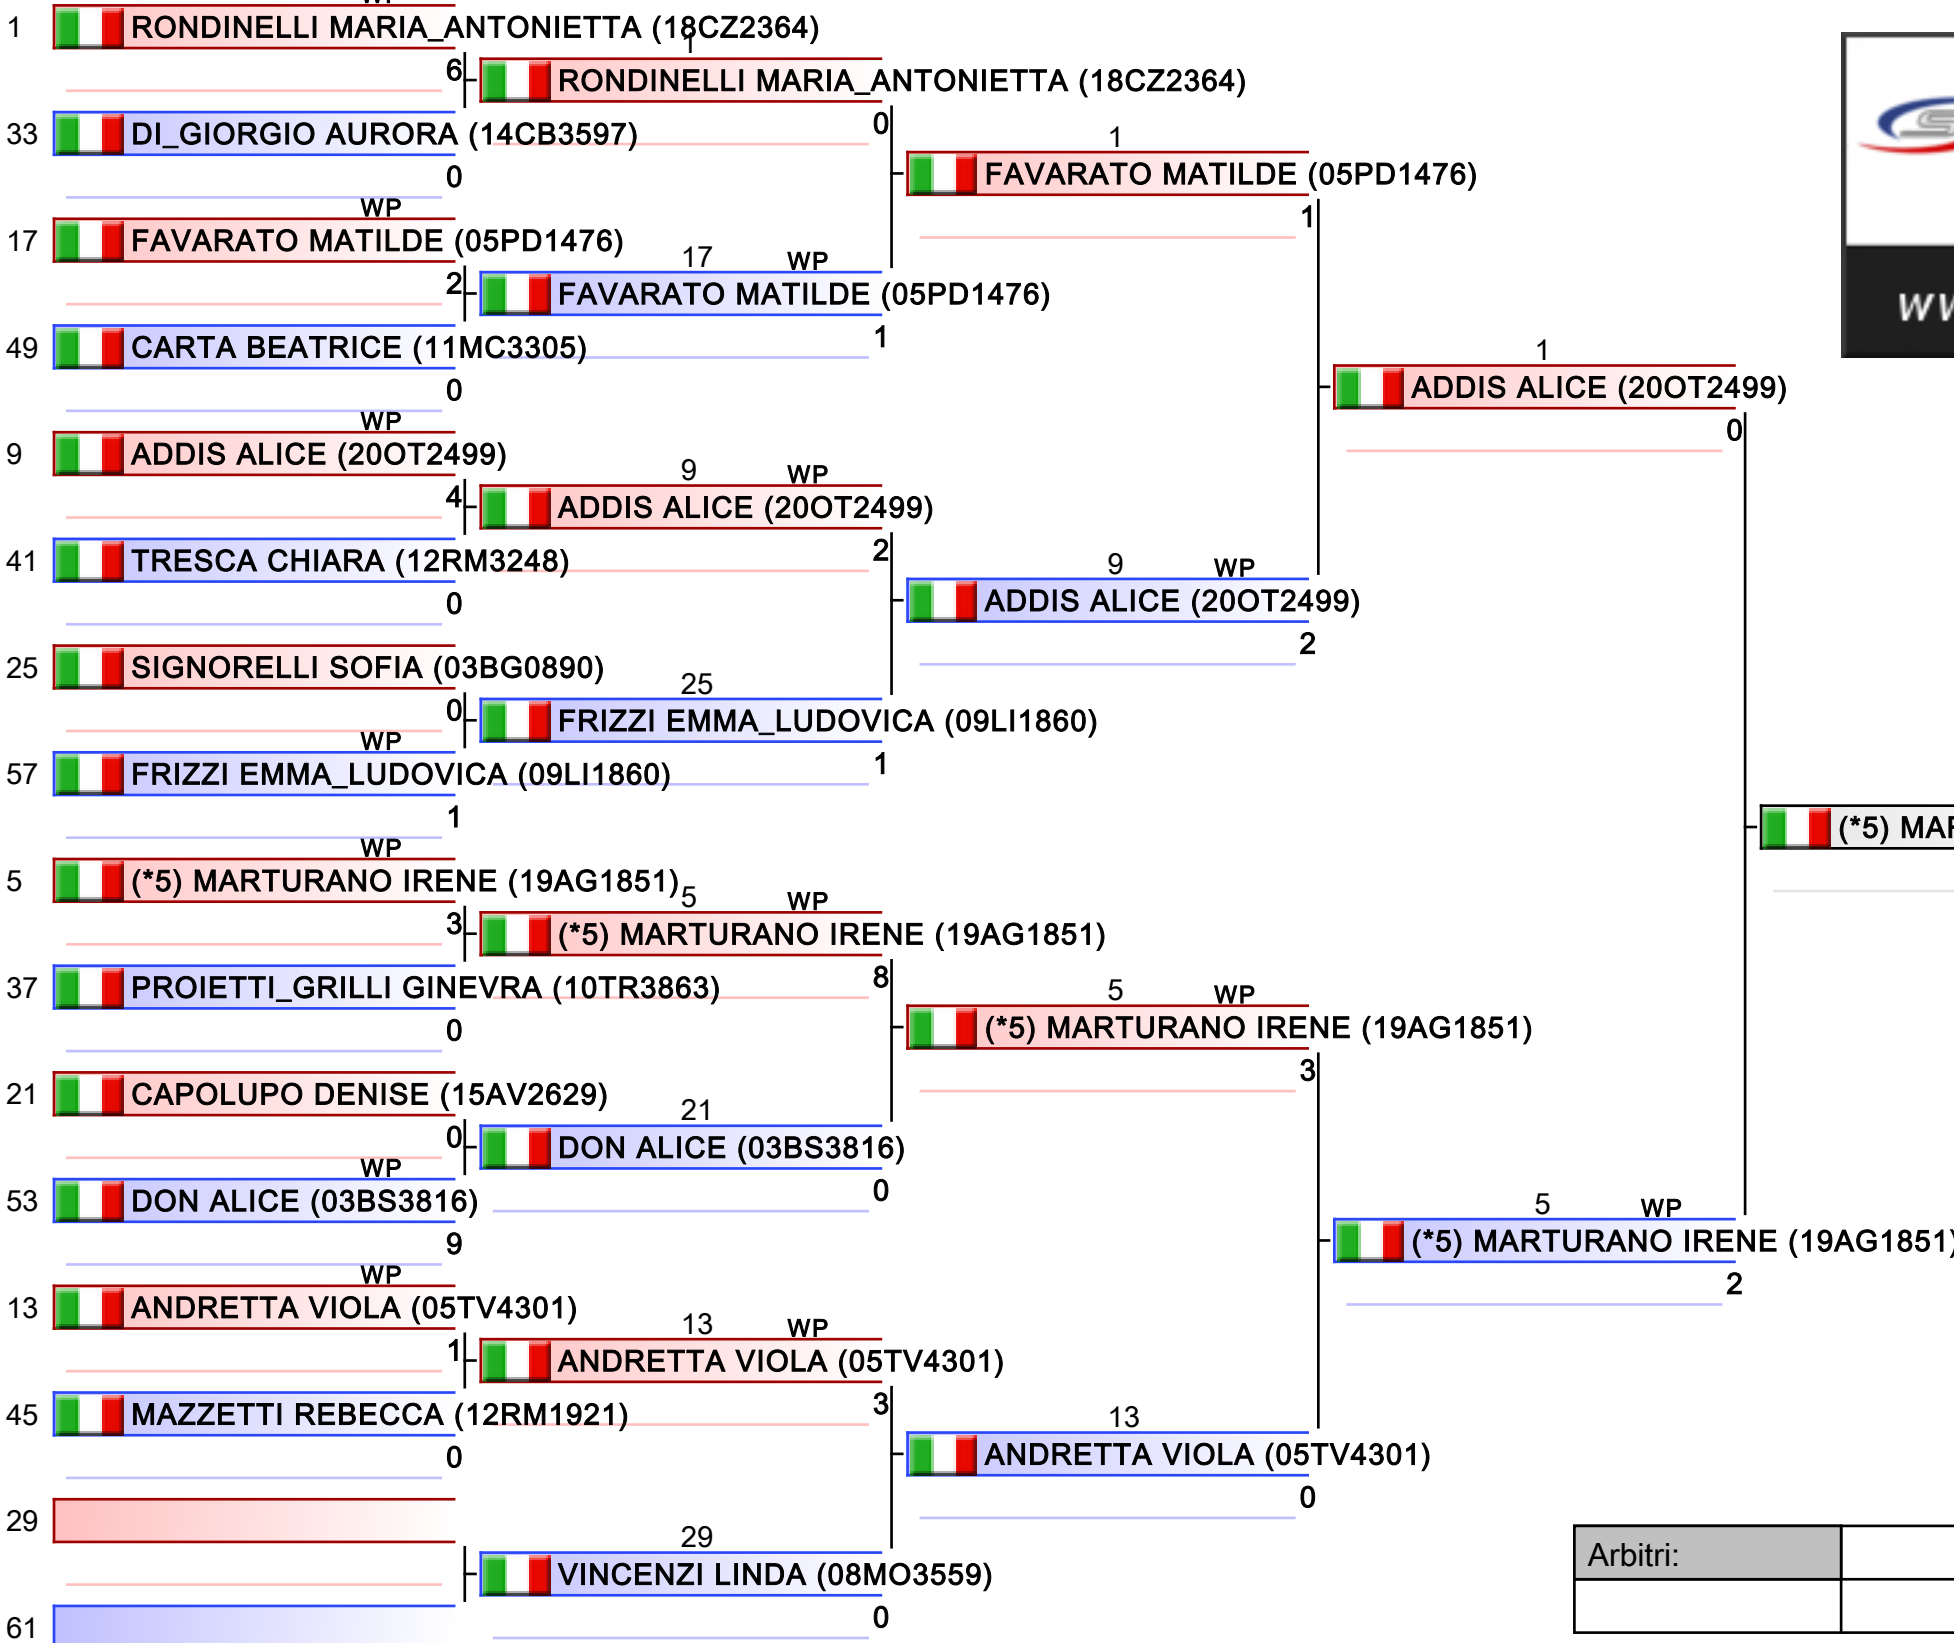 WP
1 RONDINELLI MARIA_ANTONIETTA (18CZ2364)
6
1
RONDINELLI MARIA_ANTONIETTA (18CZ2364)
0
33 DI_GIORGIO AURORA (14CB3597)
0
1
FAVARATO MATILDE (05PD1476)
1
WP
17 FAVARATO MATILDE (05PD1476)
2
17 WP
FAVARATO MATILDE (05PD1476)
1
49 CARTA BEATRICE (11MC3305)
0
1
ADDIS ALICE (20OT2499)
0
WP
9 ADDIS ALICE (20OT2499)
4
9 WP
ADDIS ALICE (20OT2499)
2
41 TRESCA CHIARA (12RM3248)
0
9 WP
ADDIS ALICE (20OT2499)
2
25 SIGNORELLI SOFIA (03BG0890)
0
25
FRIZZI EMMA_LUDOVICA (09LI1860)
1
WP
57 FRIZZI EMMA_LUDOVICA (09LI1860)
1
(*5) MAR
WP
5 (*5) MARTURANO IRENE (19AG1851)
3
5 WP
(*5) MARTURANO IRENE (19AG1851)
8
37 PROIETTI_GRILLI GINEVRA (10TR3863)
0
5 WP
(*5) MARTURANO IRENE (19AG1851)
3
21 CAPOLUPO DENISE (15AV2629)
0
21
DON ALICE (03BS3816)
0
WP
53 DON ALICE (03BS3816)
9
5 WP
(*5) MARTURANO IRENE (19AG1851)
2
WP
13 ANDRETTA VIOLA (05TV4301)
1
13 WP
ANDRETTA VIOLA (05TV4301)
3
45 MAZZETTI REBECCA (12RM1921)
0
13
ANDRETTA VIOLA (05TV4301)
0
29
29
VINCENZI LINDA (08MO3559)
0
61
Arbitri: